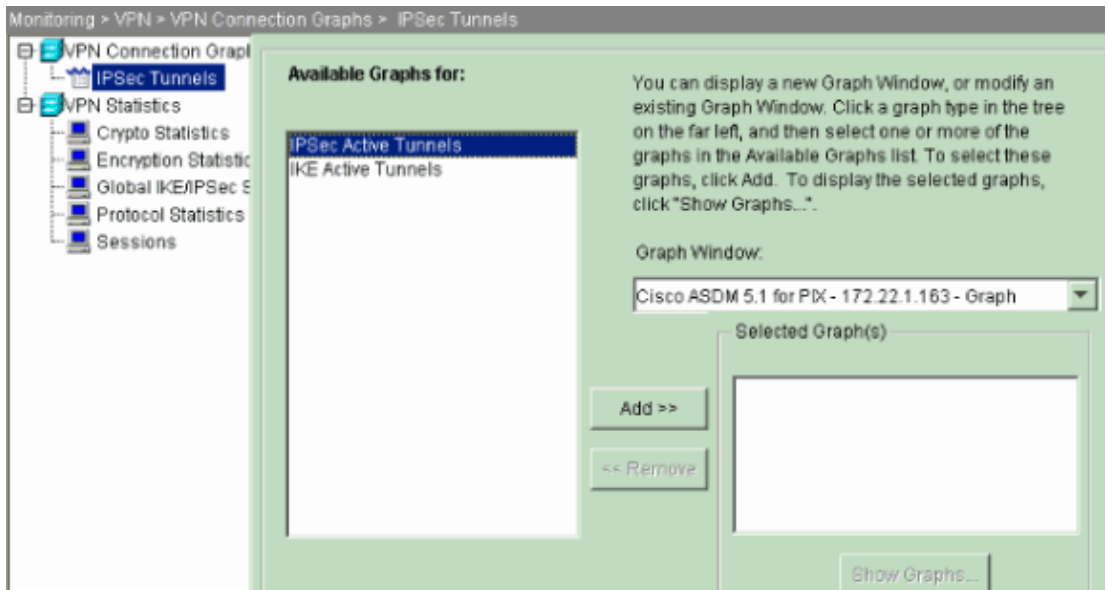 Monitoring > VPN > VPN Connection Graphs > IPSec Tunnels
VPN Connection Grapl
IPSec Tunnels
VPN Statistics
Crypto Statistics
Encryption Statistic
Global IKE/IPSec S
Protocol Statistics
Sessions
Available Graphs for:
IPSec Active Tunnels
IKE Active Tunnels
You can display a new Graph Window, or modify an
existing Graph Window. Click a graph type in the tree
on the far left, and then select one or more of the
graphs in the Available Graphs list. To select these
graphs, click Add. To display the selected graphs,
click "Show Graphs...".
Graph Window:
Cisco ASDM 5.1 for PIX - 172.22.1.163 - Graph
Selected Graph(s)
Add >>
<< Remove
Show Graphs...